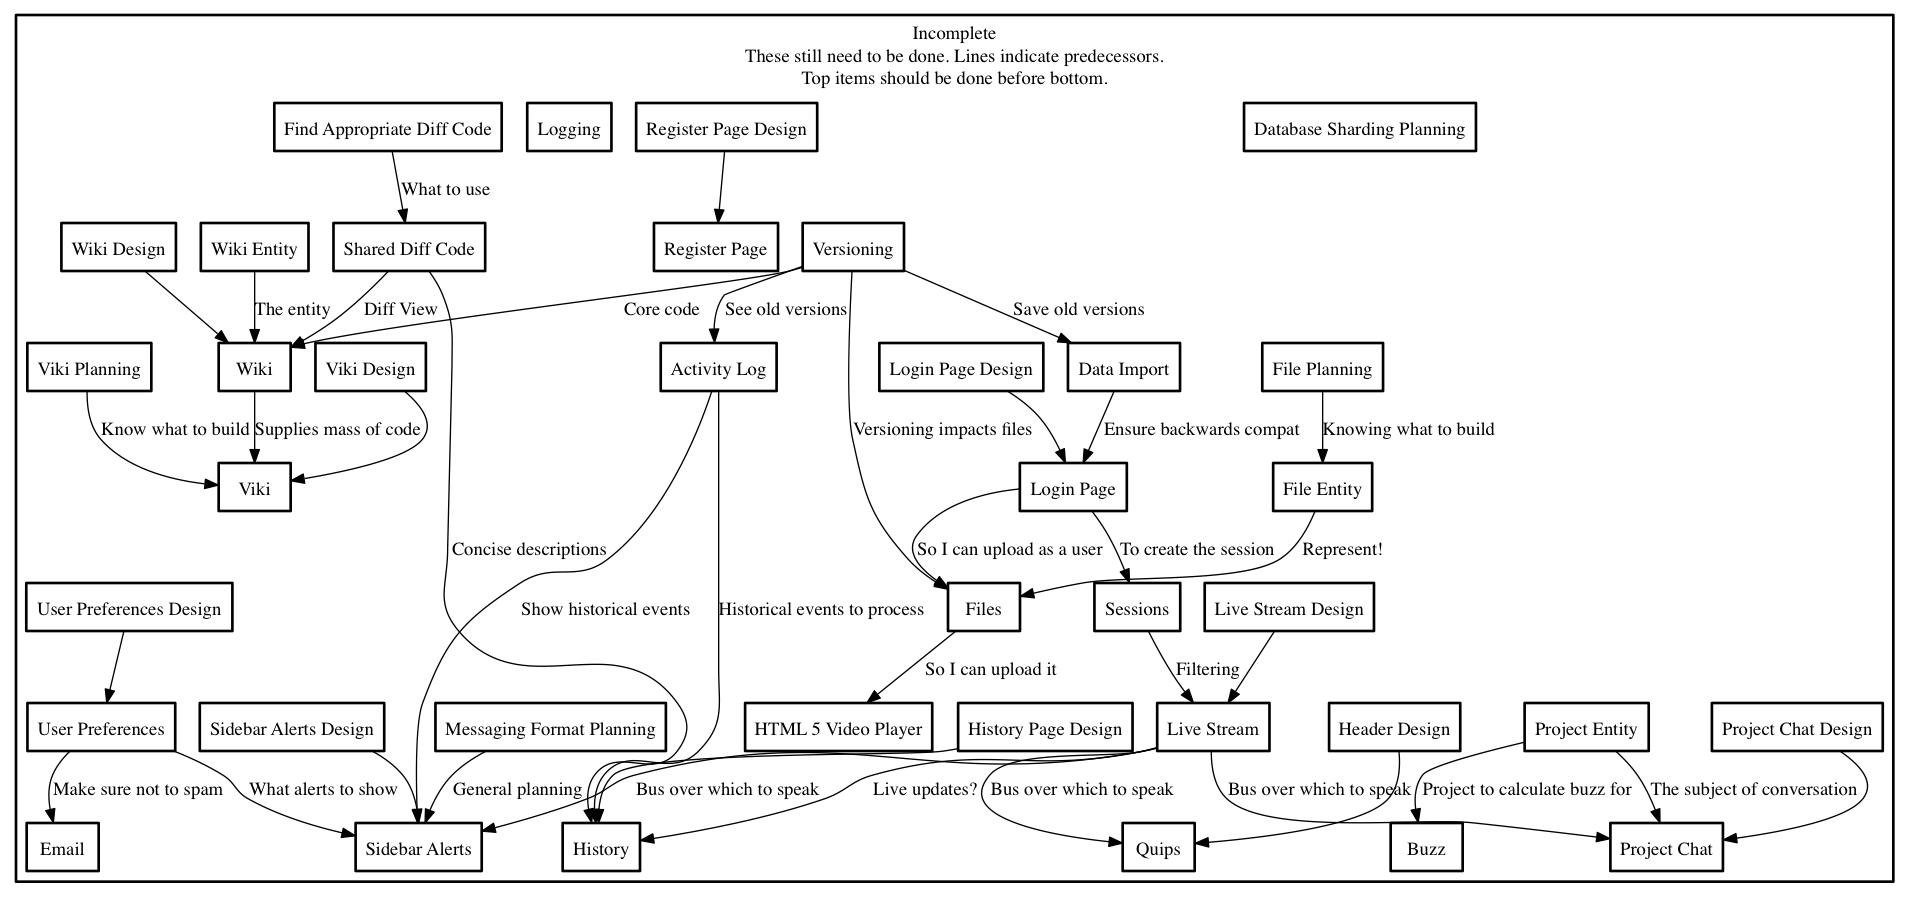 Incomplete
These still need to be done. Lines indicate predecessors.
Top items should be done before bottom.
Find Appropriate Diff Code
Logging
Register Page Design
Database Sharding Planning
What to use
Wiki Design
Wiki Entity
Shared Diff Code
Register Page
Versioning
The entity
Diff View
Core code
See old versions
Save old versions
Viki Planning
Wiki
Viki Design
Activity Log
Login Page Design
Data Import
File Planning
Know what to build
Supplies mass of code
Versioning impacts files
Ensure backwards compat
Knowing what to build
Viki
Login Page
File Entity
Concise descriptions
So I can upload as a user
To create the session
Represent!
User Preferences Design
Show historical events
Historical events to process
Files
Sessions
Live Stream Design
So I can upload it
Filtering
User Preferences
Sidebar Alerts Design
Messaging Format Planning
HTML 5 Video Player
History Page Design
Live Stream
Header Design
Project Entity
Project Chat Design
Make sure not to spam
What alerts to show
General planning
Bus over which to speak
Live updates?
Bus over which to speak
Bus over which to speak
Project to calculate buzz for
The subject of conversation
Email
Sidebar Alerts
History
Quips
Buzz
Project Chat